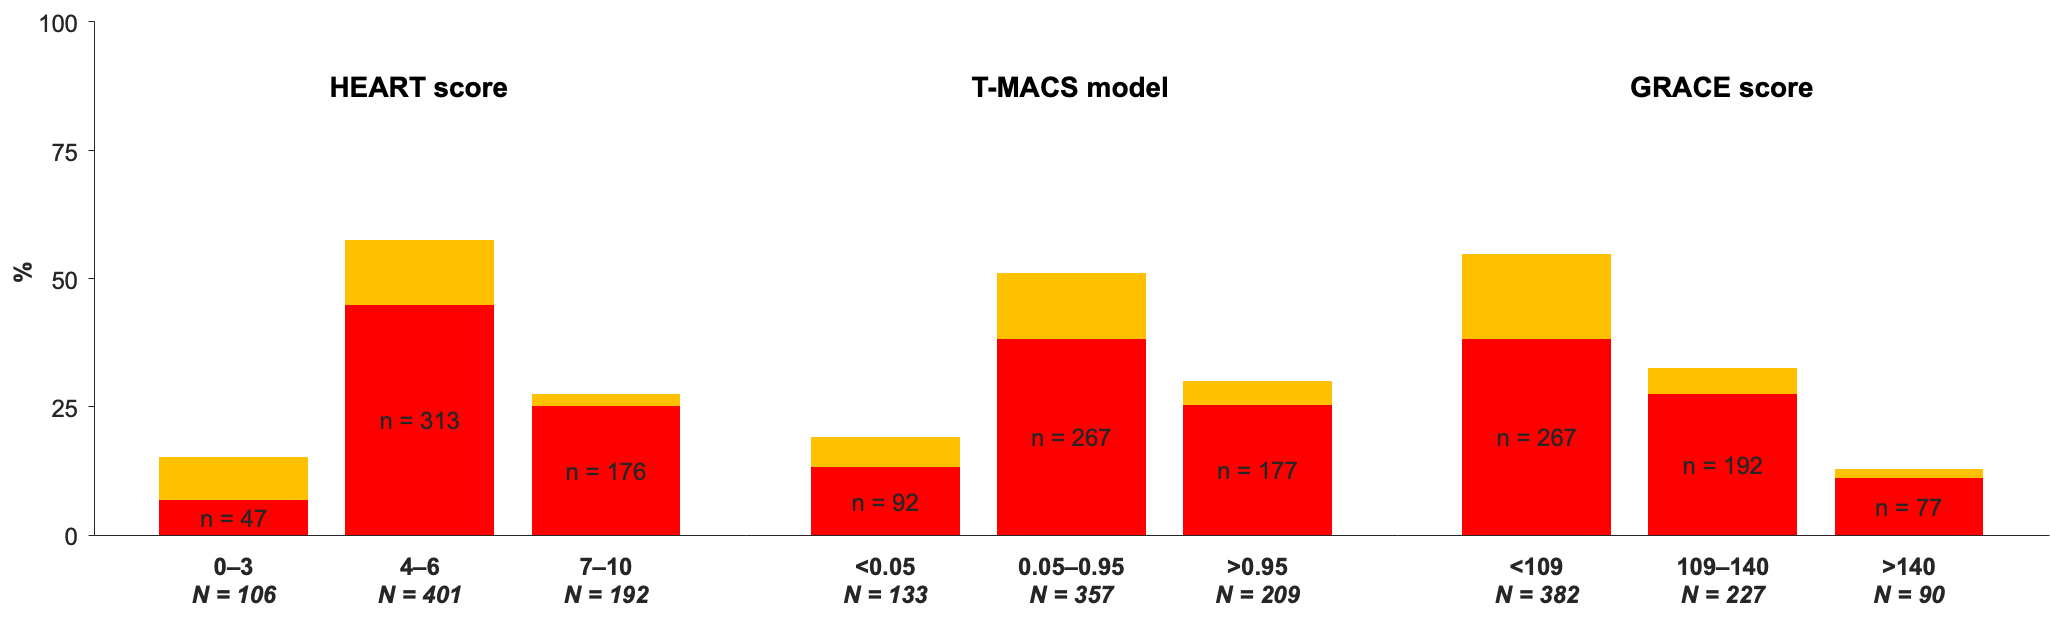 100
75
50
25
0
%
HEART score
T-MACS model
GRACE score
n = 47
n = 313
n = 176
n = 92
n = 267
n = 177
n = 267
n = 192
n = 77
0–3
N = 106
4–6
N = 401
7–10
N = 192
<0.05
N = 133
0.05–0.95
N = 357
>0.95
N = 209
<109
N = 382
109–140
N = 227
>140
N = 90